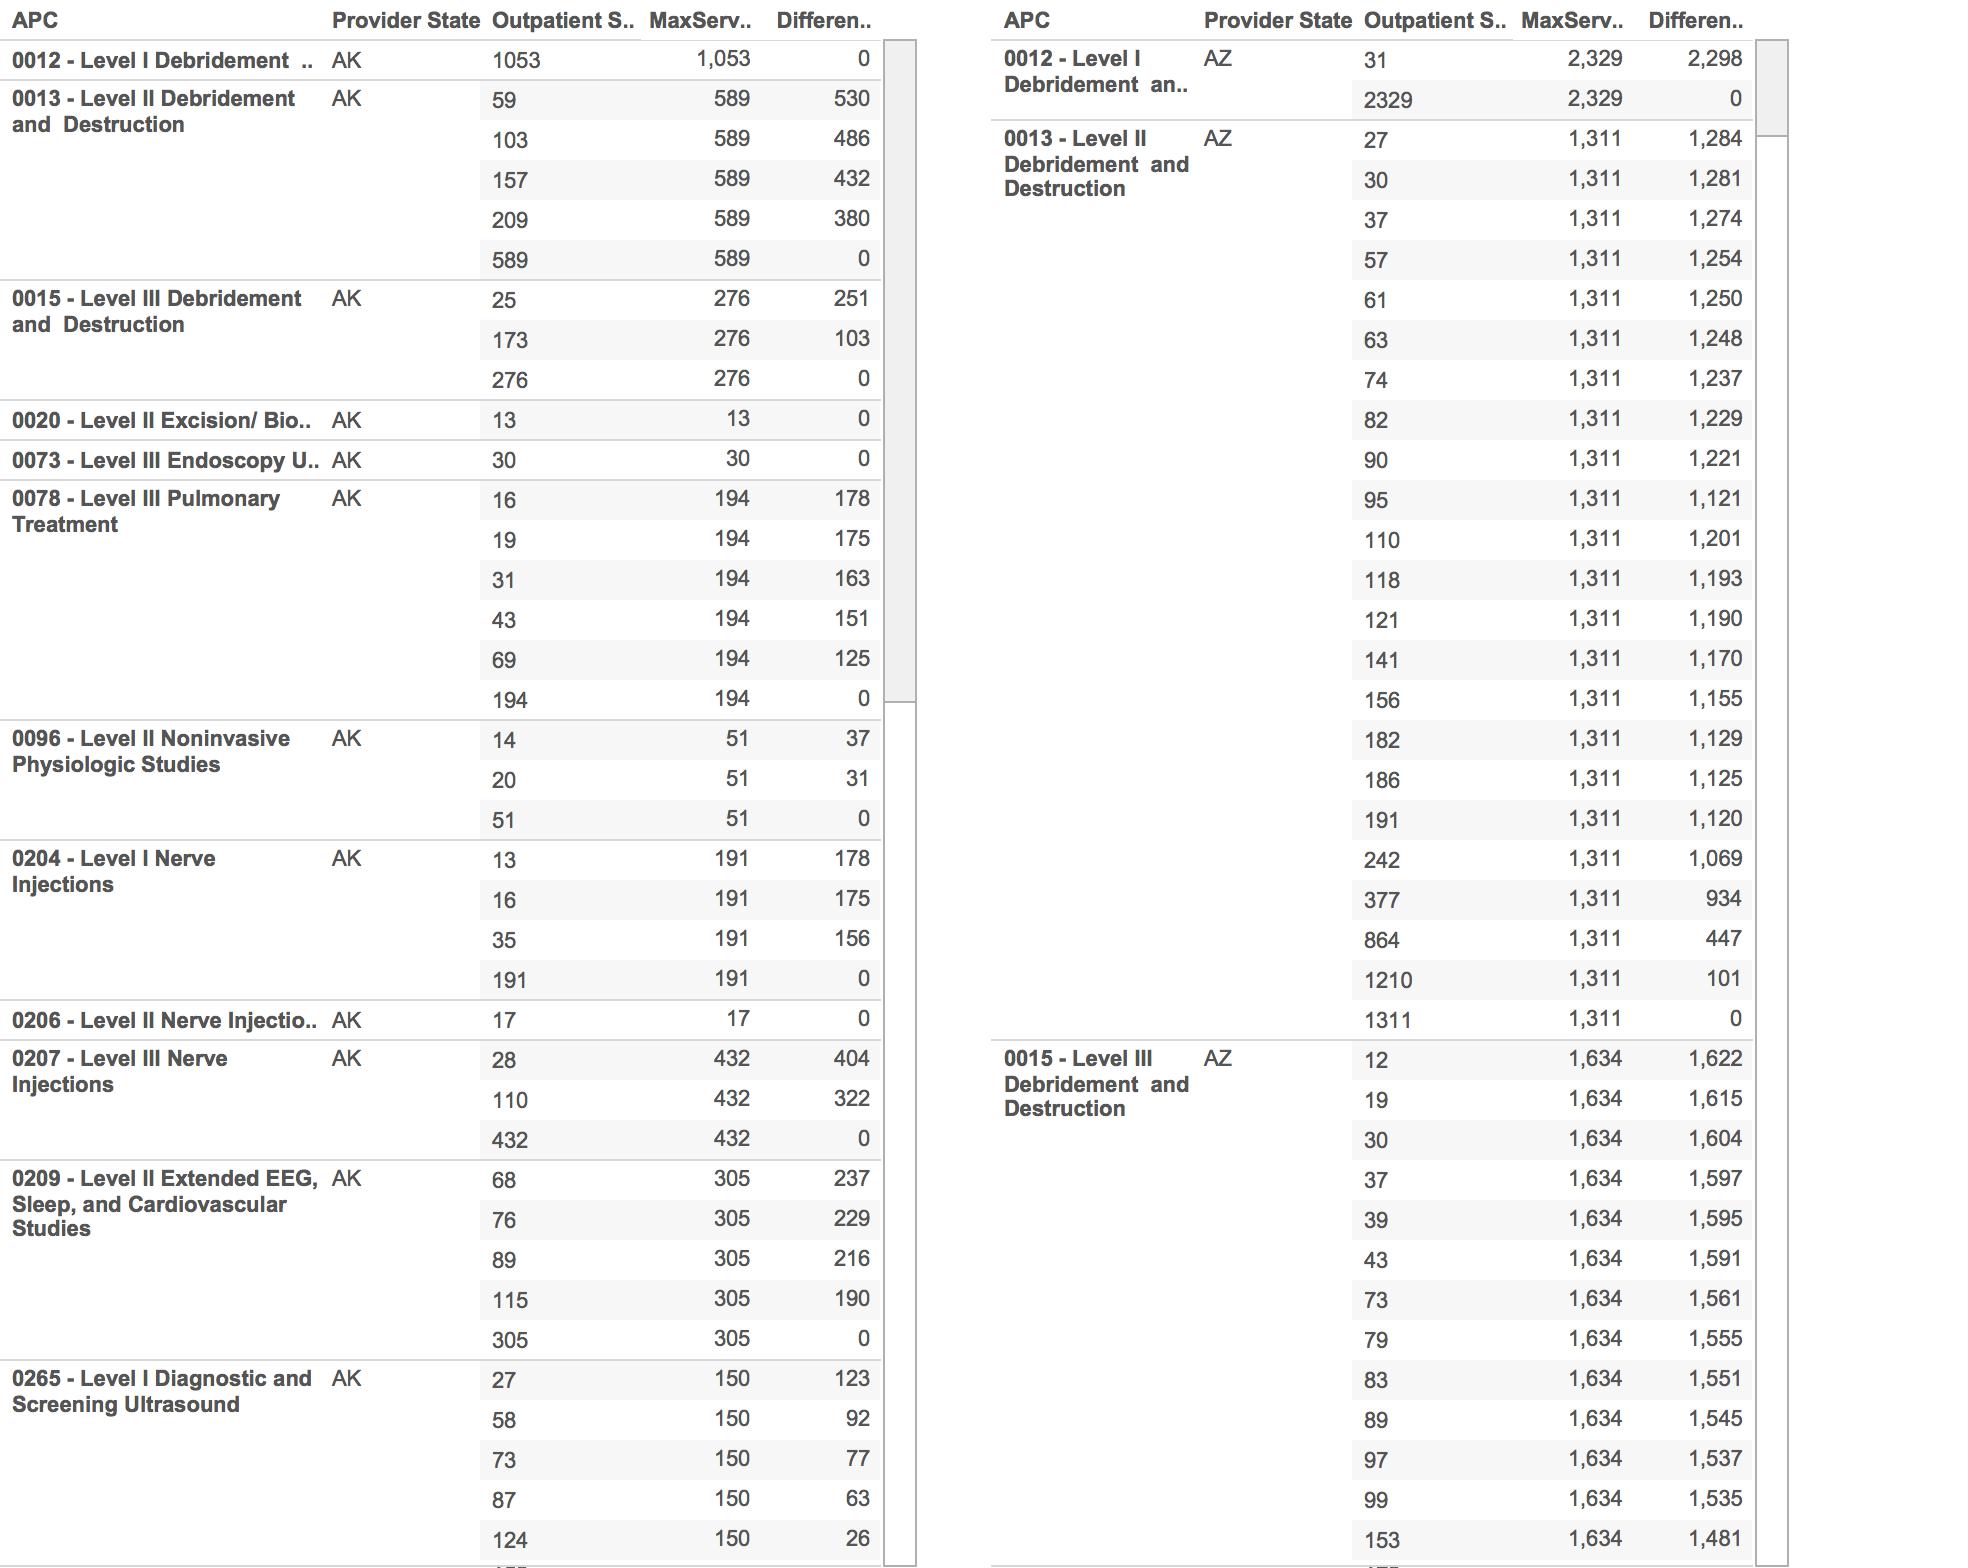 APC Provider State Outpatient S.. MaxServ.. Differen..
0012 - Level I Debridement .. AK 1053 1,053 0
0013 - Level II Debridement AK 59 589 530
and Destruction
103 589 486
157 589 432
209 589 380
589 589 0
0015 - Level III Debridement AK 25 276 251
and Destruction
173 276 103
276 276 0
0020 - Level II Excision/ Bio.. AK 13 13 0
0073 - Level III Endoscopy U.. AK 30 30 0
0078 - Level III Pulmonary AK 16 194 178
Treatment
19 194 175
31 194 163
43 194 151
69 194 125
194 194 0
0096 - Level II Noninvasive AK 14 51 37
Physiologic Studies
20 51 31
51 51 0
0204 - Level I Nerve AK 13 191 178
Injections
16 191 175
35 191 156
191 191 0
0206 - Level II Nerve Injectio.. AK 17 17 0
0207 - Level III Nerve AK 28 432 404
Injections
110 432 322
432 432 0
0209 - Level II Extended EEG, AK 68 305 237
Sleep, and Cardiovascular
Studies
76 305 229
89 305 216
115 305 190
305 305 0
0265 - Level I Diagnostic and AK 27 150 123
Screening Ultrasound
58 150 92
73 150 77
87 150 63
124 150 26
APC Provider State Outpatient S.. MaxServ.. Differen..
0012 - Level I AZ 31 2,329 2,298
Debridement an..
2329 2,329 0
0013 - Level II AZ 27 1,311 1,284
Debridement and
Destruction
30 1,311 1,281
37 1,311 1,274
57 1,311 1,254
61 1,311 1,250
63 1,311 1,248
74 1,311 1,237
82 1,311 1,229
90 1,311 1,221
95 1,311 1,121
110 1,311 1,201
118 1,311 1,193
121 1,311 1,190
141 1,311 1,170
156 1,311 1,155
182 1,311 1,129
186 1,311 1,125
191 1,311 1,120
242 1,311 1,069
377 1,311 934
864 1,311 447
1210 1,311 101
1311 1,311 0
0015 - Level III AZ 12 1,634 1,622
Debridement and
Destruction
19 1,634 1,615
30 1,634 1,604
37 1,634 1,597
39 1,634 1,595
43 1,634 1,591
73 1,634 1,561
79 1,634 1,555
83 1,634 1,551
89 1,634 1,545
97 1,634 1,537
99 1,634 1,535
153 1,634 1,481